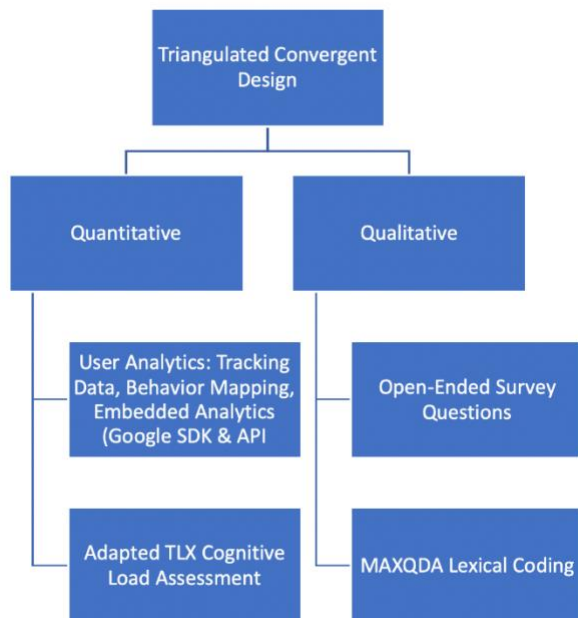 Triangulated Convergent
Design
Quantitative
Qualitative
User Analytics: Tracking
Data, Behavior Mapping,
Embedded Analytics
(Google SDK & API
Open-Ended Survey
Questions
Adapted TLX Cognitive
Load Assessment
MAXQDA Lexical Coding